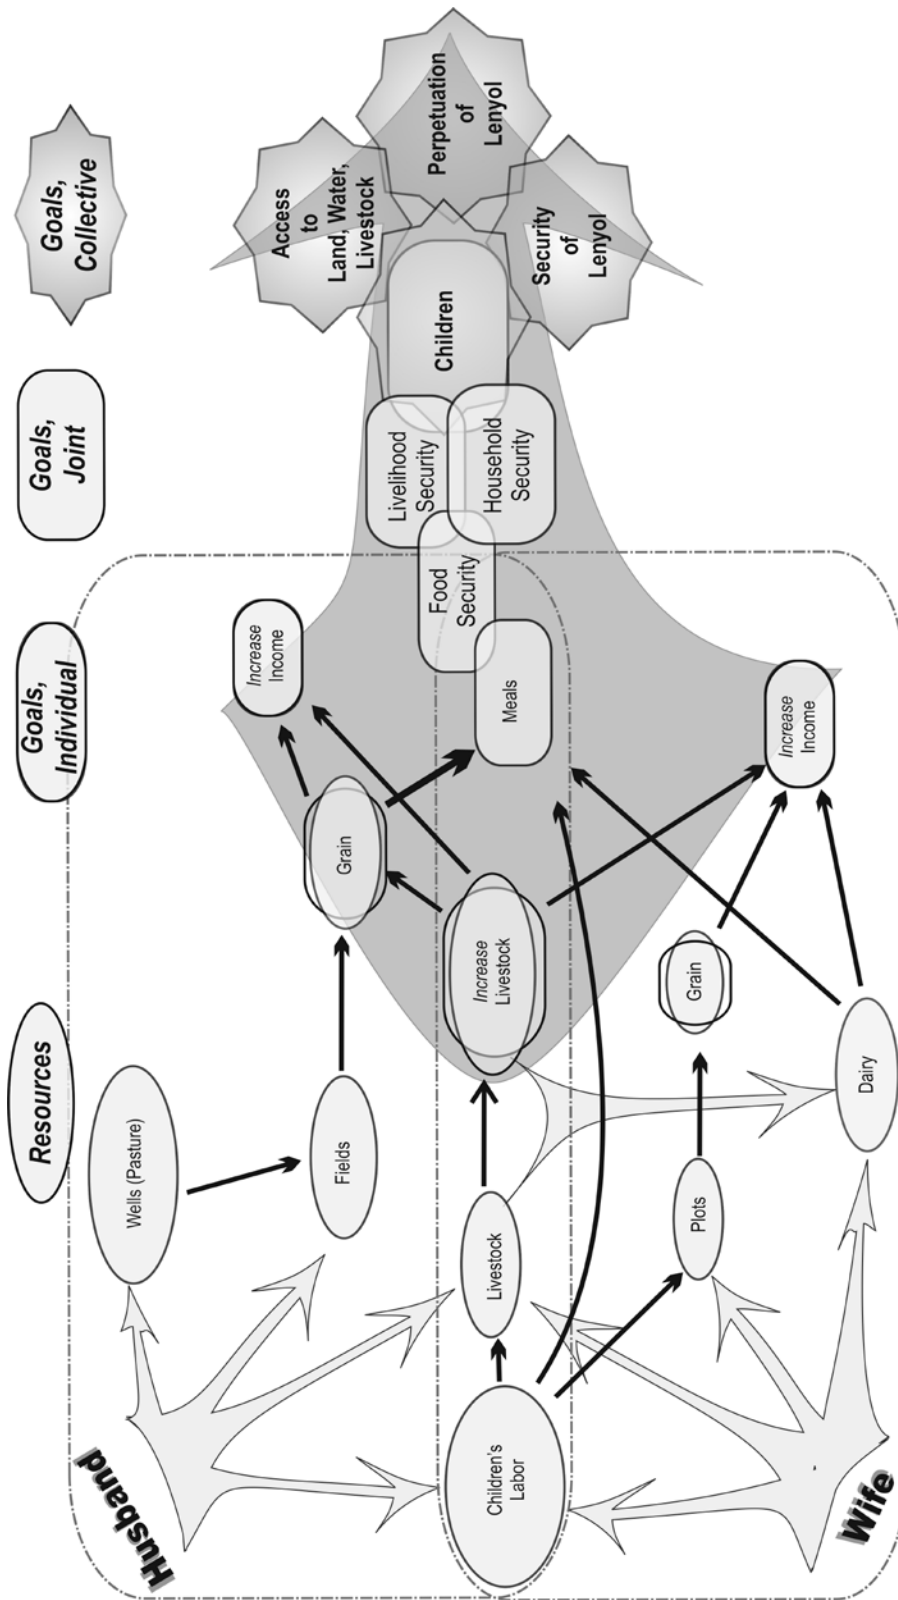 Resources
Goals,
Individual
Goals,
Joint
Goals,
Collective
Husband
Wells (Pasture)
Fields
Grain
Increase
Income
Children's
Labor
Livestock
Increase
Livestock
Meals
Food
Security
Livelihood
Security
Household
Security
Children
Access
to
Land, Water,
Livestock
Perpetuation
of
Lenyol
Security
of
Lenyol
Plots
Grain
Increase
Income
Dairy
Wife